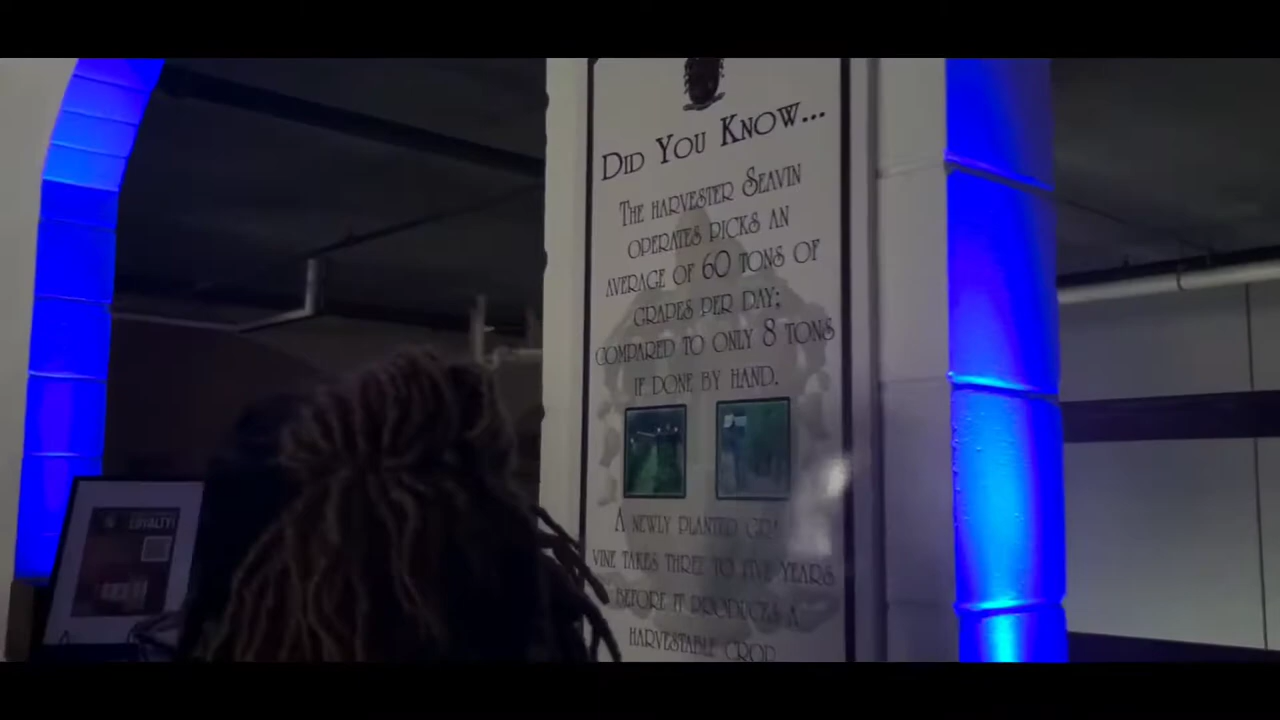 DID YOU KNOW...
THE HARVESTER SEAVIN
OPERATES PICKS AN
AVERAGE OF 60 TONS OF
GRAPES PER DAY;
COMPARED TO ONLY 8 TONS
IF DONE BY HAND.
A NEWLY PLANTED
VINE TAKES THREE TO FIVE YEARS
BEFORE IT PRODUCES A
HARVESTABLE CROP
LOYALTY!